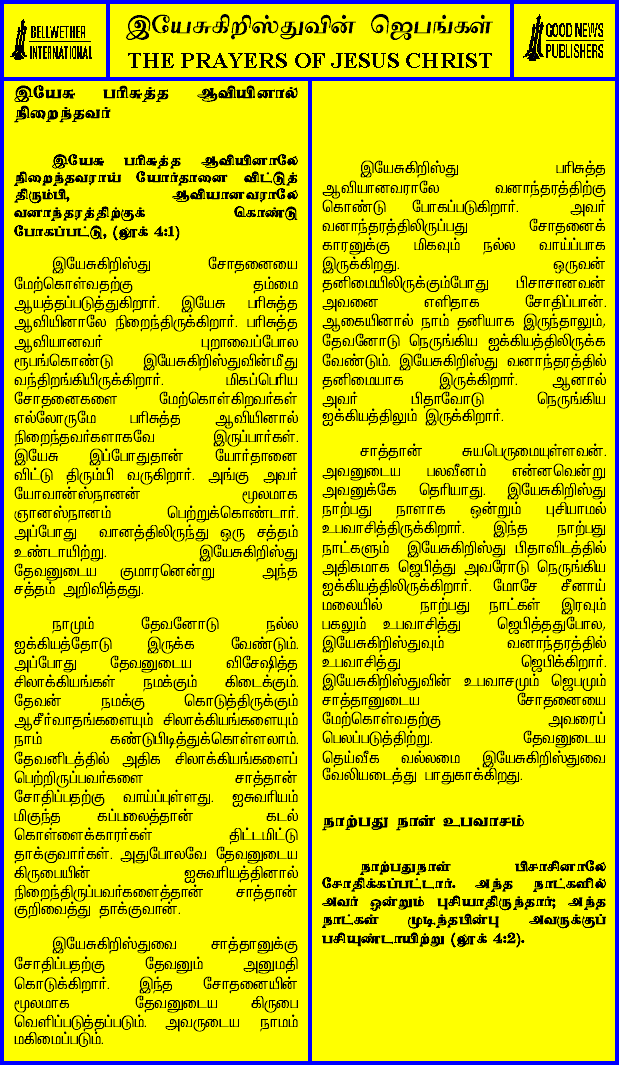 BELLWETHER
INTERNATIONAL
இயேசுகிறிஸ்துவின் ஜெபங்கள்
THE PRAYERS OF JESUS CHRIST
GOOD NEWS
PUBLISHERS
இயேசு பரிசுத்த ஆவியினால்
நிறைந்தவர்
இயேசு பரிசுத்த ஆவியினாலே
நிறைந்தவராய் யோர்தானை விட்டுத்
திரும்பி, ஆவியானவராலே
வனாந்தரத்திற்குக் கொண்டு
போகப்பட்டு, (லூக் 4:1)
இயேசுகிறிஸ்து சோதனையை
மேற்கொள்வதற்கு தம்மை
ஆயத்தப்படுத்துகிறார். இயேசு பரிசுத்த
ஆவியினாலே நிறைந்திருக்கிறார். பரிசுத்த
ஆவியானவர் புறாவைப்போல
ரூபங்கொண்டு இயேசுகிறிஸ்துவின்மீது
வந்திறங்கியிருக்கிறார். மிகப்பெரிய
சோதனைகளை மேற்கொள்கிறவர்கள்
எல்லோருமே பரிசுத்த ஆவியினால்
நிறைந்தவர்களாகவே இருப்பார்கள்.
இயேசு இப்போதுதான் யோர்தானை
விட்டு திரும்பி வருகிறார். அங்கு அவர்
யோவான்ஸ்நானன் மூலமாக
ஞானஸ்நானம் பெற்றுக்கொண்டார்.
அப்போது வானத்திலிருந்து ஒரு சத்தம்
உண்டாயிற்று. இயேசுகிறிஸ்து
தேவனுடைய குமாரனென்று அந்த
சத்தம் அறிவித்தது.
நாமும் தேவனோடு நல்ல
ஐக்கியத்தோடு இருக்க வேண்டும்.
அப்போது தேவனுடைய விசேஷித்த
சிலாக்கியங்கள் நமக்கும் கிடைக்கும்.
தேவன் நமக்கு கொடுத்திருக்கும்
ஆசீர்வாதங்களையும் சிலாக்கியங்களையும்
நாம் கண்டுபிடித்துக்கொள்ளலாம்.
தேவனிடத்தில் அதிக சிலாக்கியங்களைப்
பெற்றிருப்பவர்களை சாத்தான்
சோதிப்பதற்கு வாய்ப்புள்ளது. ஐசுவரியம்
மிகுந்த கப்பலைத்தான் கடல்
கொள்ளைக்காரர்கள் திட்டமிட்டு
தாக்குவார்கள். அதுபோலவே தேவனுடைய
கிருபையின் ஐசுவரியத்தினால்
நிறைந்திருப்பவர்களைத்தான் சாத்தான்
குறிவைத்து தாக்குவான்.
இயேசுகிறிஸ்துவை சாத்தானுக்கு
சோதிப்பதற்கு தேவனும் அனுமதி
கொடுக்கிறார். இந்த சோதனையின்
மூலமாக தேவனுடைய கிருபை
வெளிப்படுத்தப்படும். அவருடைய நாமம்
மகிமைப்படும்.
இயேசுகிறிஸ்து பரிசுத்த
ஆவியானவராலே வனாந்தரத்திற்கு
கொண்டு போகப்படுகிறார். அவர்
வனாந்தரத்திலிருப்பது சோதனைக்
காரனுக்கு மிகவும் நல்ல வாய்ப்பாக
இருக்கிறது. ஒருவன்
தனிமையிலிருக்கும்போது பிசாசானவன்
அவனை எளிதாக சோதிப்பான்.
ஆகையினால் நாம் தனியாக இருந்தாலும்,
தேவனோடு நெருங்கிய ஐக்கியத்திலிருக்க
வேண்டும். இயேசுகிறிஸ்து வனாந்தரத்தில்
தனிமையாக இருக்கிறார். ஆனால்
அவர் பிதாவோடு நெருங்கிய
ஐக்கியத்திலும் இருக்கிறார்.
சாத்தான் சுயபெருமையுள்ளவன்.
அவனுடைய பலவீனம் என்னவென்று
அவனுக்கே தெரியாது. இயேசுகிறிஸ்து
நாற்பது நாளாக ஒன்றும் புசியாமல்
உபவாசித்திருக்கிறார். இந்த நாற்பது
நாட்களும் இயேசுகிறிஸ்து பிதாவிடத்தில்
அதிகமாக ஜெபித்து அவரோடு நெருங்கிய
ஐக்கியத்திலிருக்கிறார். மோசே சீனாய்
மலையில் நாற்பது நாட்கள் இரவும்
பகலும் உபவாசித்து ஜெபித்ததுபோல,
இயேசுகிறிஸ்துவும் வனாந்தரத்தில்
உபவாசித்து ஜெபிக்கிறார்.
இயேசுகிறிஸ்துவின் உபவாசமும் ஜெபமும்
சாத்தானுடைய சோதனையை
மேற்கொள்வதற்கு அவரைப்
பெலப்படுத்திற்று. தேவனுடைய
தெய்வீக வல்லமை இயேசுகிறிஸ்துவை
வேலியடைத்து பாதுகாக்கிறது.
நாற்பது நாள் உபவாசம்
நாற்பதுநாள் பிசாசினாலே
சோதிக்கப்பட்டார். அந்த நாட்களில்
அவர் ஒன்றும் புசியாதிருந்தார்; அந்த
நாட்கள் முடிந்தபின்பு அவருக்குப்
பசியுண்டாயிற்று (லூக் 4:2).